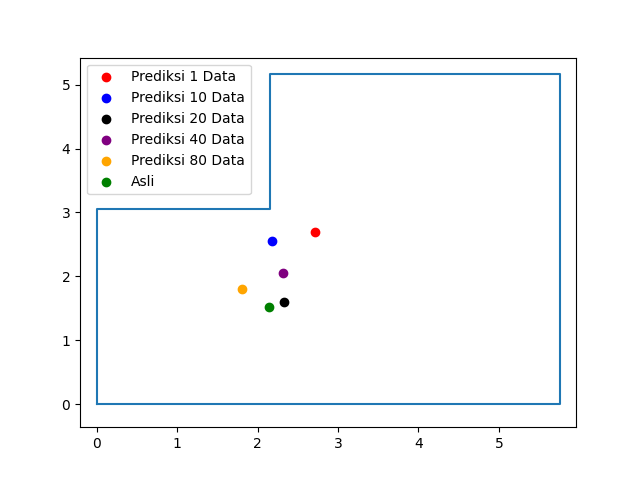 Prediksi 1 Data
Prediksi 10 Data
Prediksi 20 Data
Prediksi 40 Data
Prediksi 80 Data
Asli
5
4
3
2
1
0
0 1 2 3 4 5